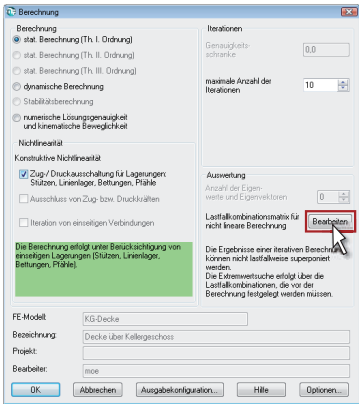 Berechnung
Berechnung
stat. Berechnung (Th. I. Ordnung)
stat. Berechnung (Th. II. Ordnung)
stat. Berechnung (Th. III. Ordnung)
dynamische Berechnung
Stabilitätsberechnung
numerische Lösungsgenauigkeit
und kinematische Beweglichkeit
Nichtlinearität
Konstruktive Nichtlinearität
Zug-/ Druckausschaltung für Lagerungen:
Stützen, Linienlager, Bettungen, Pfähle
Ausschluss von Zug- bzw. Druckkräften
Iteration von einseitigen Verbindungen
Die Berechnung erfolgt unter Berücksichtigung von
einseitigen Lagerungen (Stützen, Linienlager,
Bettungen, Pfähle).
Iterationen
Genauigkeits-
schranke
0,0
maximale Anzahl der
Iterationen
10
Auswertung
Anzahl der Eigen-
werte und Eigenvektoren
0
Lastfallkombinationsmatrix für
nicht lineare Berechnung
Bearbeiten
Die Ergebnisse einer iterativen Berechnung
können nicht lastfallweise superponiert
werden.
Die Extremwertsuche erfolgt über die
Lastfallkombinationen, die vor der
Berechnung festgelegt werden müssen.
FE-Modell:
KG-Decke
Bezeichnung:
Decke über Kellergeschoss
Projekt:
Bearbeiter:
moe
OK
Abbrechen
Ausgabekonfiguration...
Hilfe
Optionen...